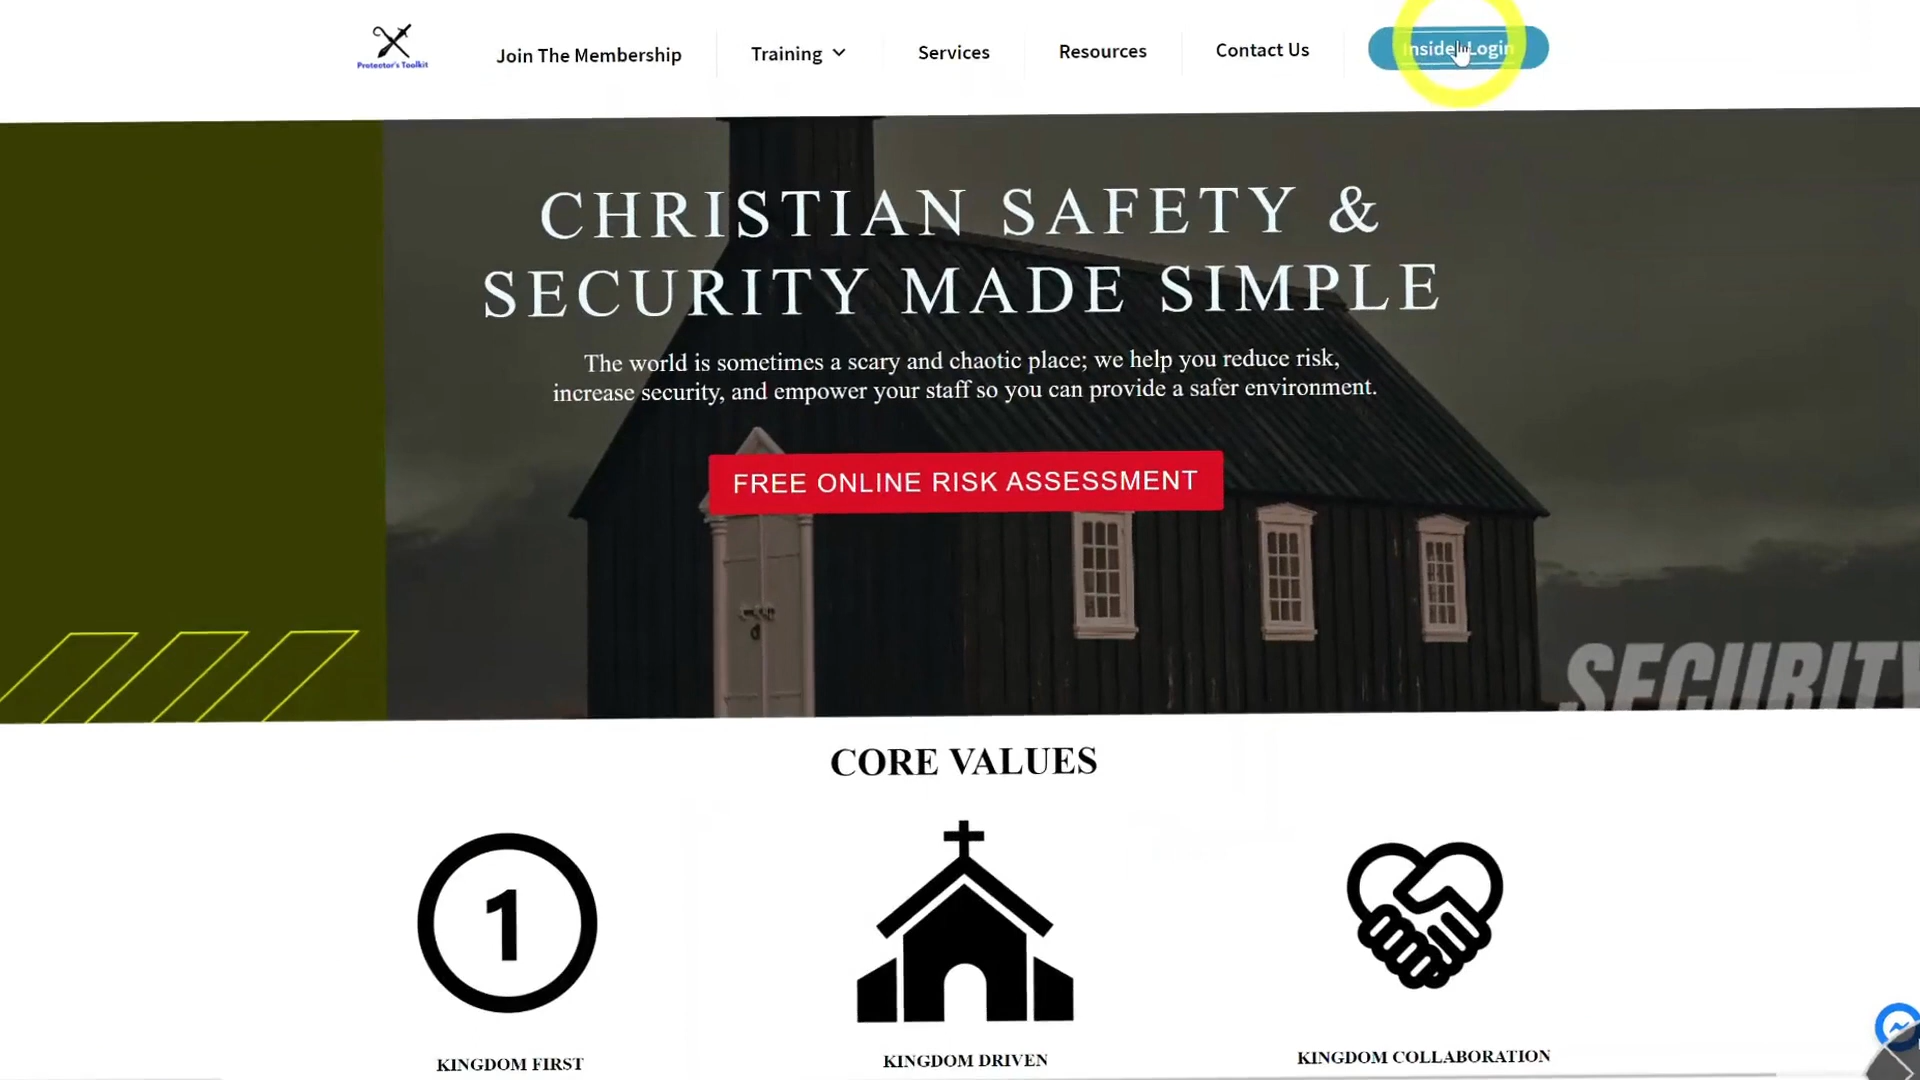 Protector's Toolkit
Join The Membership
Training
Services
Resources
Contact Us
Insider Login
CHRISTIAN SAFETY &
SECURITY MADE SIMPLE
The world is sometimes a scary and chaotic place; we help you reduce risk,
increase security, and empower your staff so you can provide a safer environment.
FREE ONLINE RISK ASSESSMENT
SECURITY
CORE VALUES
1
KINGDOM FIRST
KINGDOM DRIVEN
KINGDOM COLLABORATION